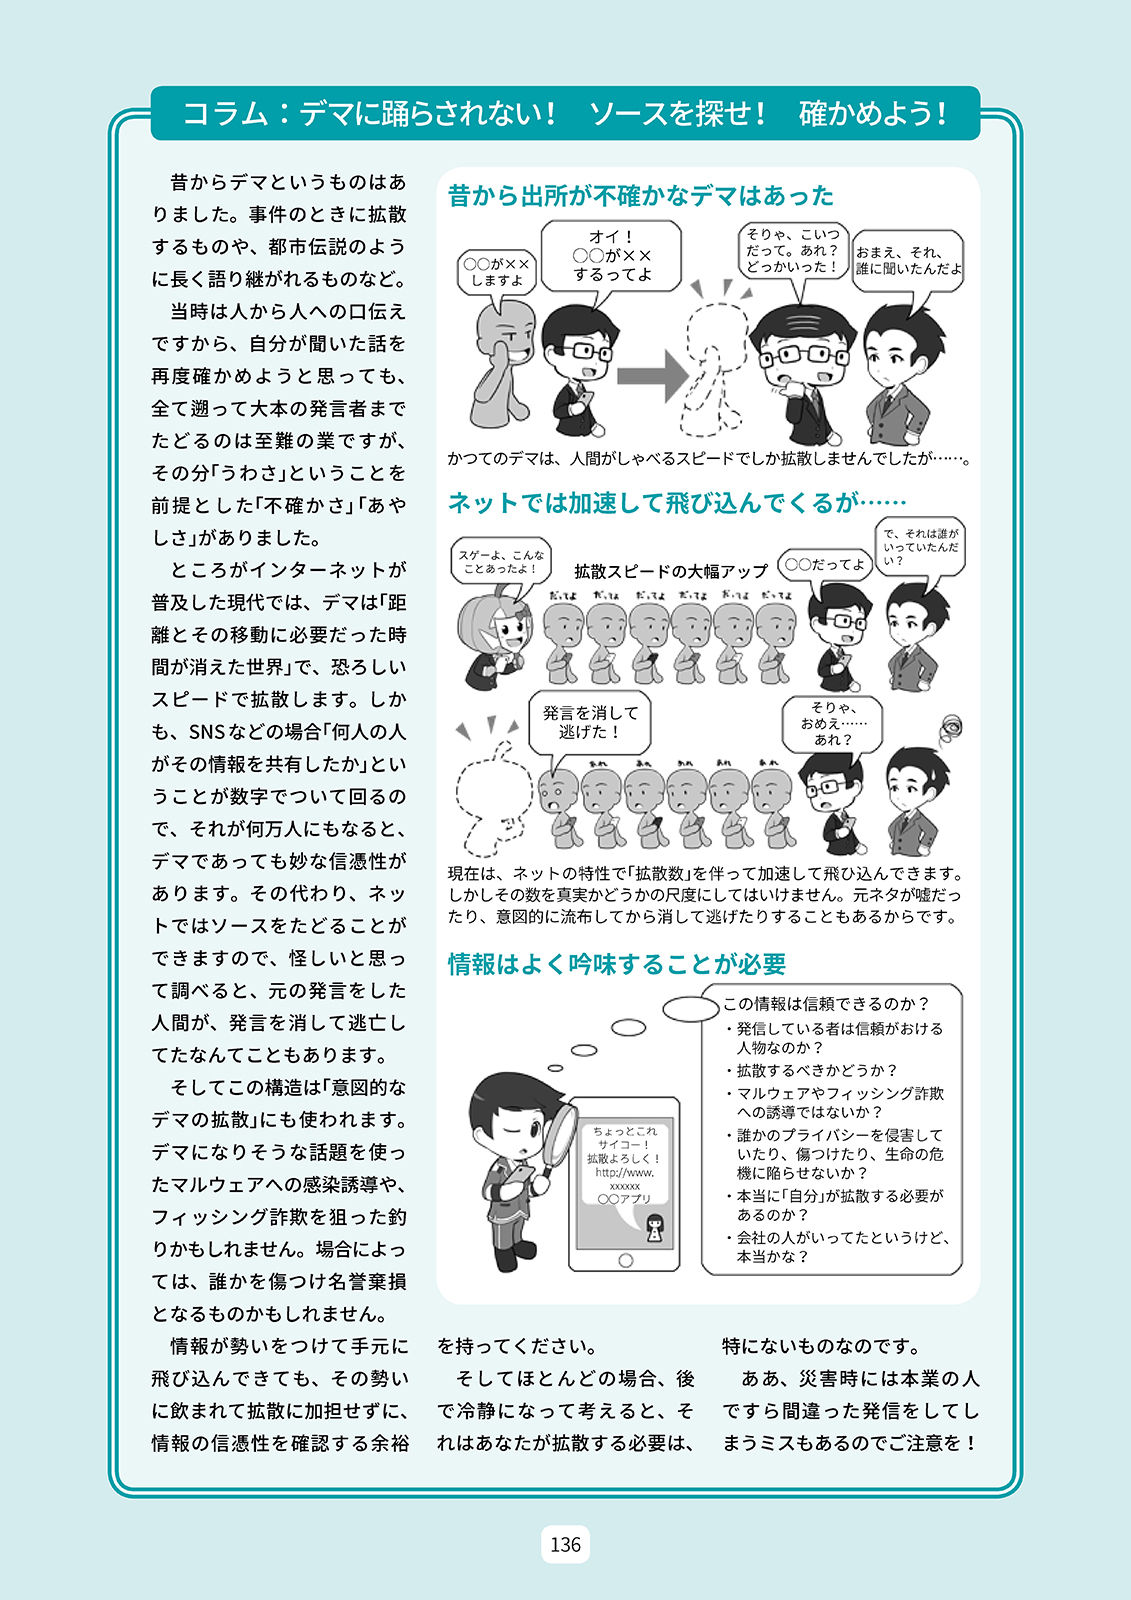 コラム：デマに踊らされない！　ソースを探せ！　確かめよう！
　昔からデマというものはあ
りました。事件のときに拡散
するものや、都市伝説のよう
に長く語り継がれるものなど。
　当時は人から人への口伝え
ですから、自分が聞いた話を
再度確かめようと思っても、
全て遡って大本の発言者まで
たどるのは至難の業ですが、
その分「うわさ」ということを
前提とした「不確かさ」「あや
しさ」がありました。
　ところがインターネットが
普及した現代では、デマは「距
離とその移動に必要だった時
間が消えた世界」で、恐ろしい
スピードで拡散します。しか
も、SNSなどの場合「何人の人
がその情報を共有したか」とい
うことが数字でついて回るの
で、それが何万人にもなると、
デマであっても妙な信憑性が
あります。その代わり、ネッ
トではソースをたどることが
できますので、怪しいと思っ
て調べると、元の発言をした
人間が、発言を消して逃亡し
てたなんてこともあります。
　そしてこの構造は「意図的な
デマの拡散」にも使われます。
デマになりそうな話題を使っ
たマルウェアへの感染誘導や、
フィッシング詐欺を狙った釣
りかもしれません。場合によっ
ては、誰かを傷つけ名誉棄損
となるものかもしれません。
　情報が勢いをつけて手元に
飛び込んできても、その勢い
に飲まれて拡散に加担せずに、
情報の信憑性を確認する余裕
を持ってください。
　そしてほとんどの場合、後
で冷静になって考えると、そ
れはあなたが拡散する必要は、
特にないものなのです。
　ああ、災害時には本業の人
ですら間違った発信をしてし
まうミスもあるのでご注意を！
昔から出所が不確かなデマはあった
〇〇が××
しますよ
オイ！
〇〇が××
するってよ
そりゃ、こいつ
だって。あれ？
どっかいった！
おまえ、それ、
誰に聞いたんだよ
かつてのデマは、人間がしゃべるスピードでしか拡散しませんでしたが……。
ネットでは加速して飛び込んでくるが……
スゲーよ、こんな
ことあったよ！
拡散スピードの大幅アップ
だってよ だってよ だってよ だってよ だってよ だってよ
〇〇だってよ
で、それは誰が
いっていたんだ
い？
発言を消して
逃げた！
あれ あれ あれ あれ あれ
そりゃ、
おめえ……
あれ？
現在は、ネットの特性で「拡散数」を伴って加速して飛び込んできます。
しかしその数を真実かどうかの尺度にしてはいけません。元ネタが嘘だっ
たり、意図的に流布してから消して逃げたりすることもあるからです。
情報はよく吟味することが必要
ちょっとこれ
サイコー！
拡散よろしく！
http://www.
xxxxxx
〇〇アプリ
この情報は信頼できるのか？
・発信している者は信頼がおける
人物なのか？
・拡散するべきかどうか？
・マルウェアやフィッシング詐欺
への誘導ではないか？
・誰かのプライバシーを侵害して
いたり、傷つけたり、生命の危
機に陥らせないか？
・本当に「自分」が拡散する必要が
あるのか？
・会社の人がいってたというけど、
本当かな？
136